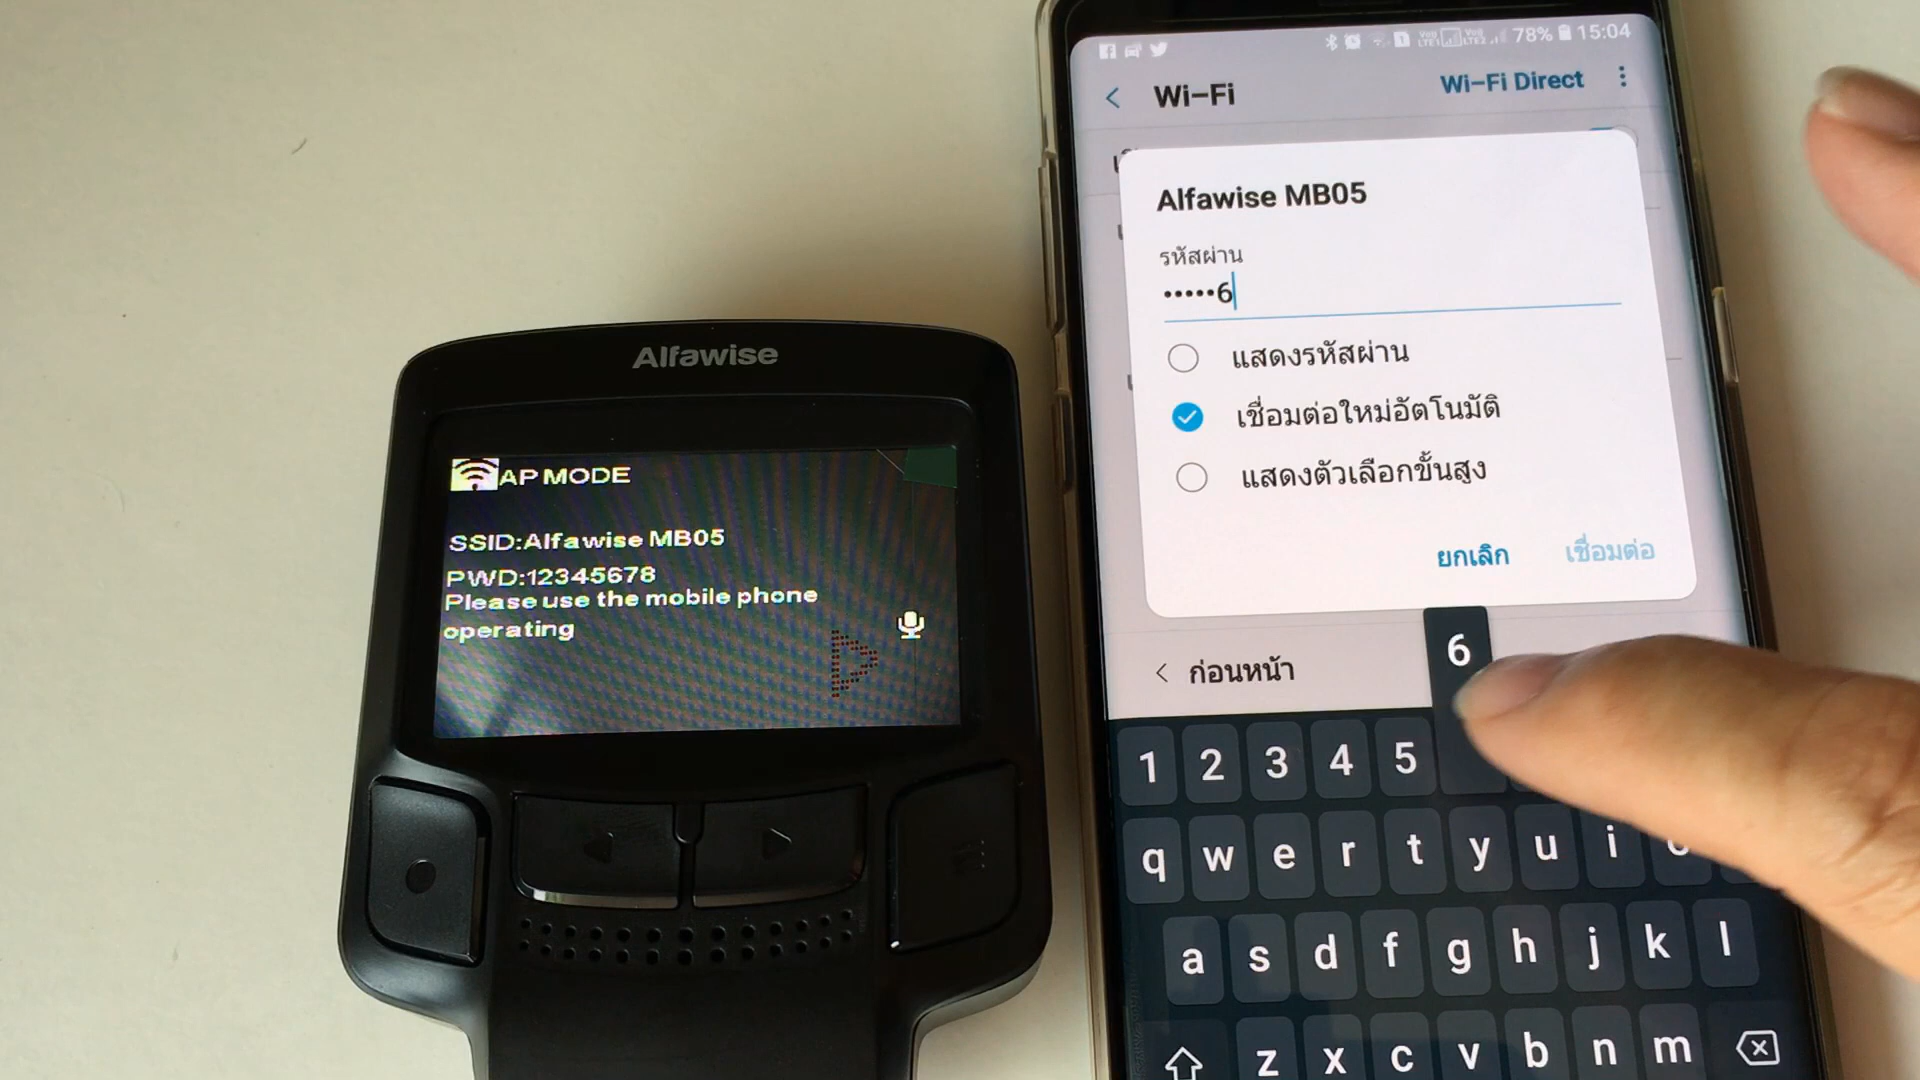 Alfawise
AP MODE
SSID:Alfawise MB05
PWD:12345678
Please use the mobile phone
operating
78% 15:04
Wi-Fi
Wi-Fi Direct
Alfawise MB05
รหัสผ่าน
•••••6
แสดงรหัสผ่าน
เชื่อมต่อใหม่อัตโนมัติ
แสดงตัวเลือกขั้นสูง
ยกเลิก เชื่อมต่อ
ก่อนหน้า
6
1 2 3 4 5
q w e r t y u i
a s d f g h j k l
z x c v b n m